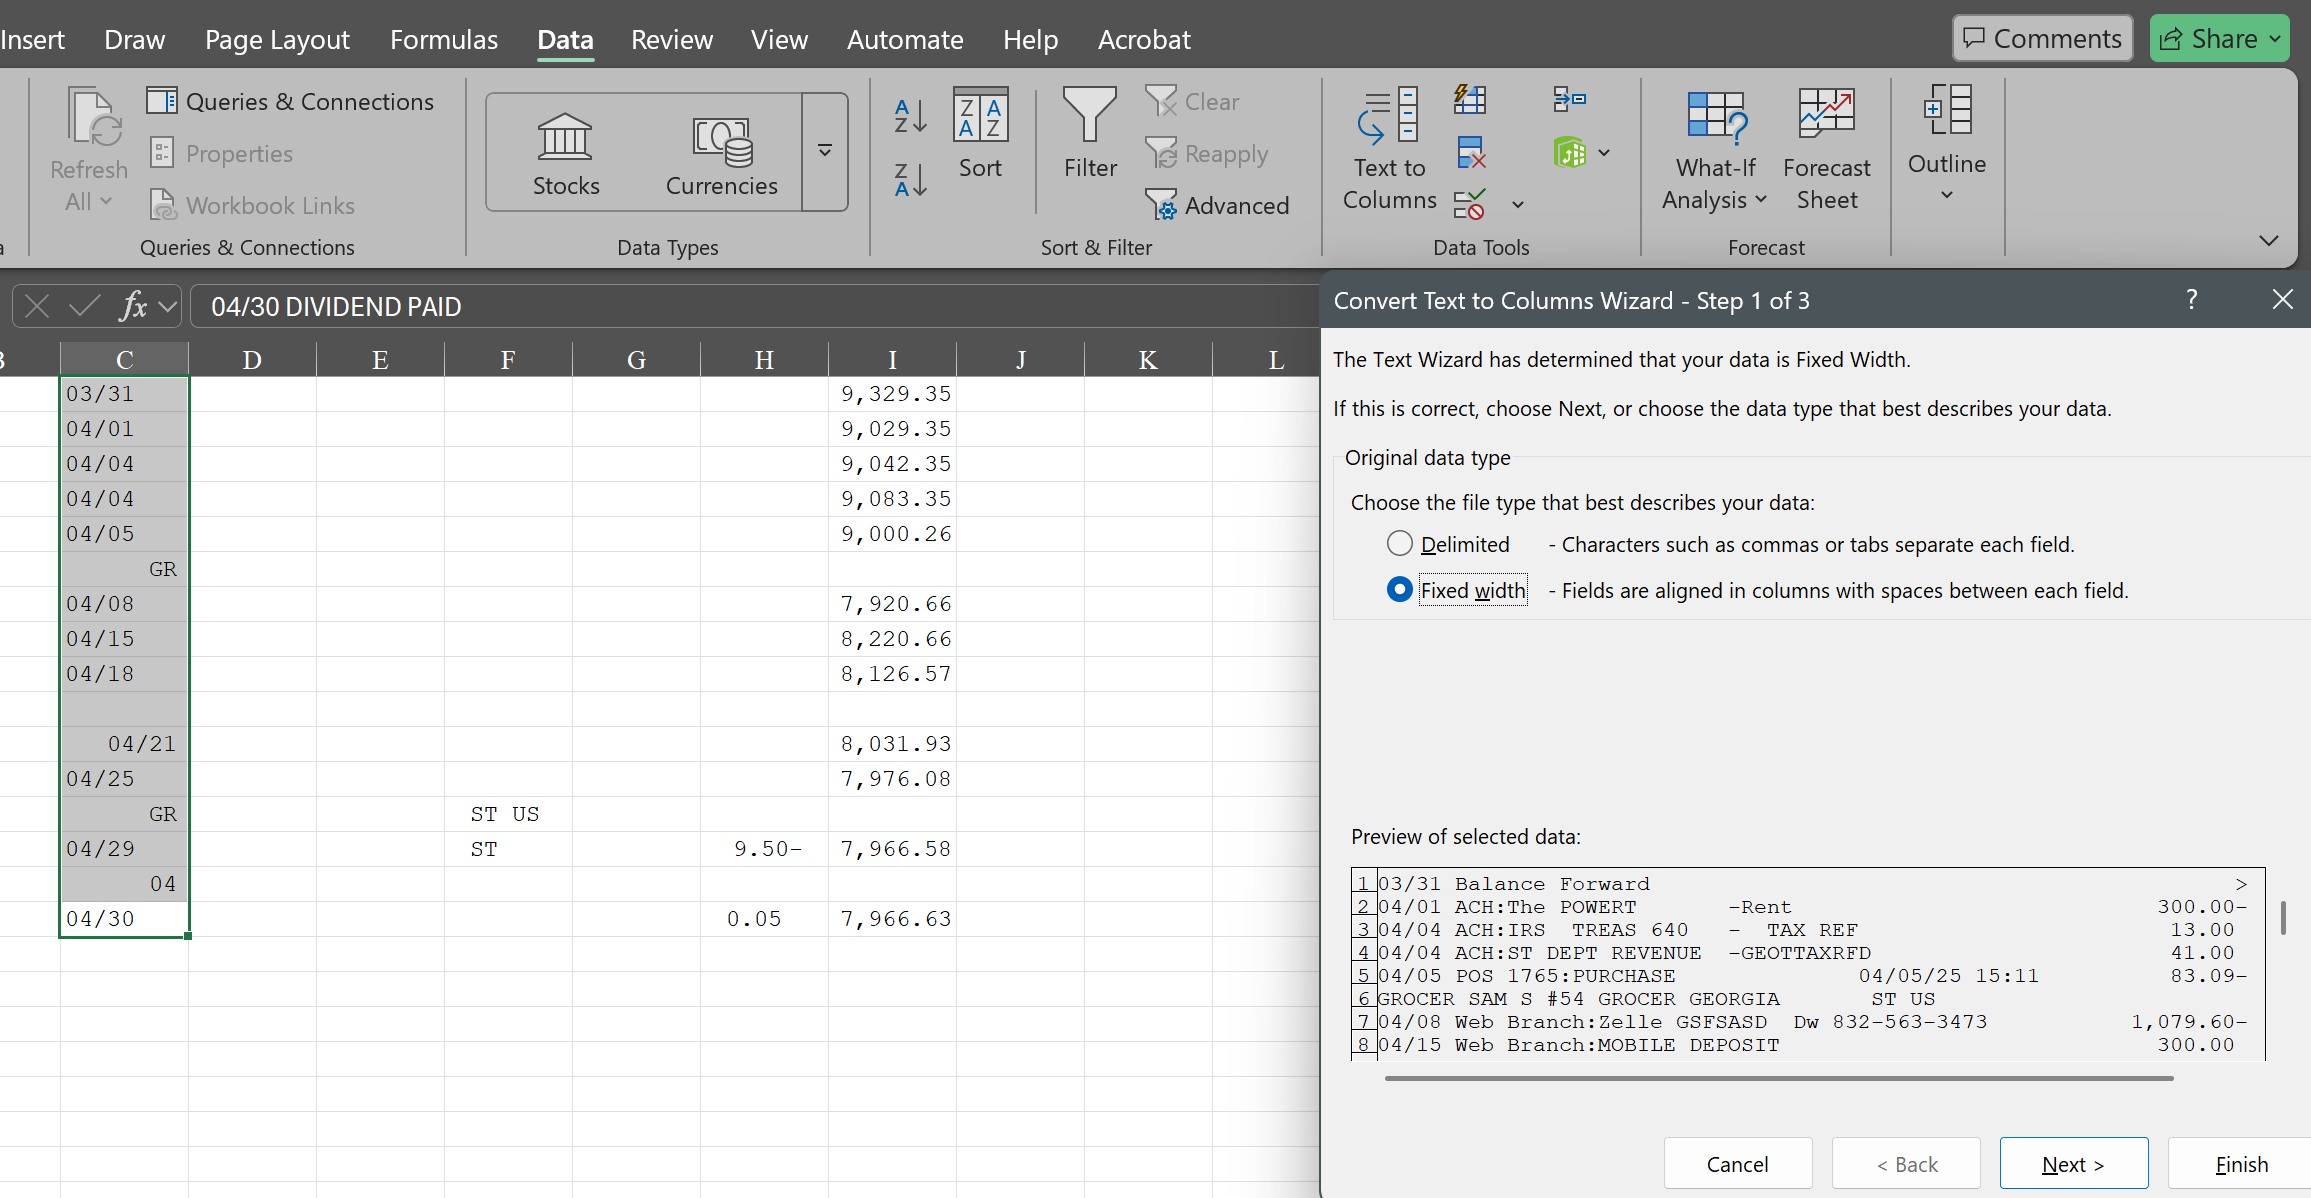 Insert Draw Page Layout Formulas Data Review View Automate Help Acrobat Comments Share
Refresh All
Queries & Connections
Properties
Workbook Links
Queries & Connections
Stocks Currencies
Data Types
A Z
Z A
Z A A Z
Sort
Filter
Clear
Reapply
Advanced
Sort & Filter
Text to Columns
Data Tools
What-If Analysis
Forecast Sheet
Forecast
Outline
fx 04/30 DIVIDEND PAID
C D E F G H I J K L
03/31 9,329.35
04/01 9,029.35
04/04 9,042.35
04/04 9,083.35
04/05 9,000.26
GR
04/08 7,920.66
04/15 8,220.66
04/18 8,126.57
04/21 8,031.93
04/25 7,976.08
GR ST US
04/29 ST 9.50- 7,966.58
04
04/30 0.05 7,966.63
Convert Text to Columns Wizard - Step 1 of 3 ?
The Text Wizard has determined that your data is Fixed Width.
If this is correct, choose Next, or choose the data type that best describes your data.
Original data type
Choose the file type that best describes your data:
Delimited - Characters such as commas or tabs separate each field.
Fixed width - Fields are aligned in columns with spaces between each field.
Preview of selected data:
1 03/31 Balance Forward >
2 04/01 ACH:The POWERT -Rent 300.00-
3 04/04 ACH:IRS TREAS 640 - TAX REF 13.00
4 04/04 ACH:ST DEPT REVENUE -GEOTTAXRFD 41.00
5 04/05 POS 1765:PURCHASE 04/05/25 15:11 83.09-
6 GROCER SAM S #54 GROCER GEORGIA ST US
7 04/08 Web Branch:Zelle GSFSASD Dw 832-563-3473 1,079.60-
8 04/15 Web Branch:MOBILE DEPOSIT 300.00
Cancel < Back Next > Finish